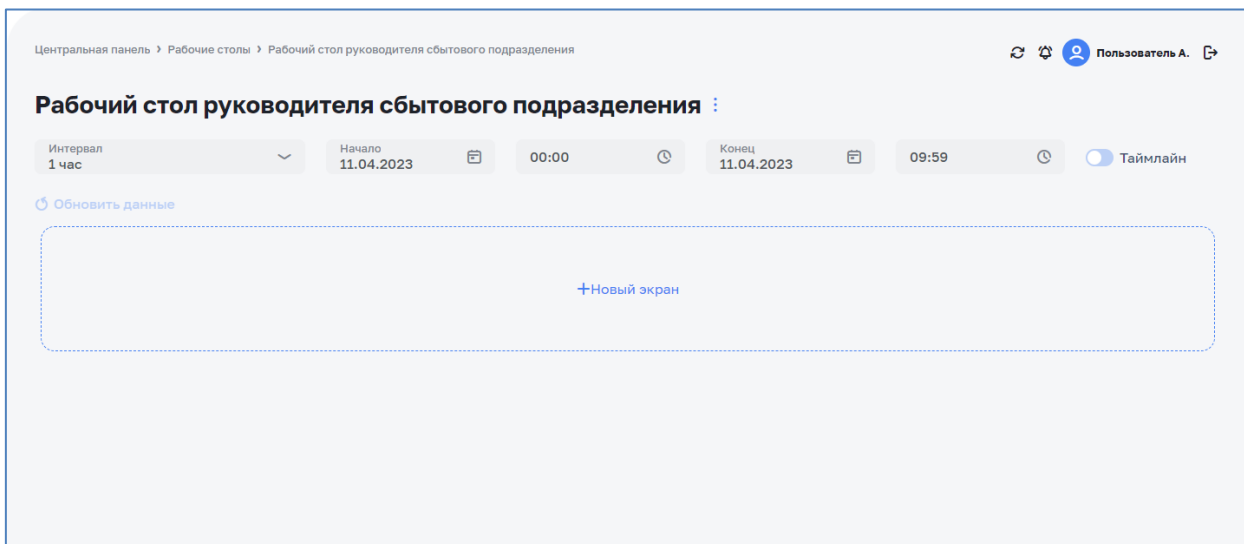 Центральная панель > Рабочие столы > Рабочий стол руководителя сбытового подразделения
Пользователь А.
Рабочий стол руководителя сбытового подразделения
Интервал
1 час
Начало
11.04.2023
00:00
Конец
11.04.2023
09:59
Таймлайн
Обновить данные
+Новый экран